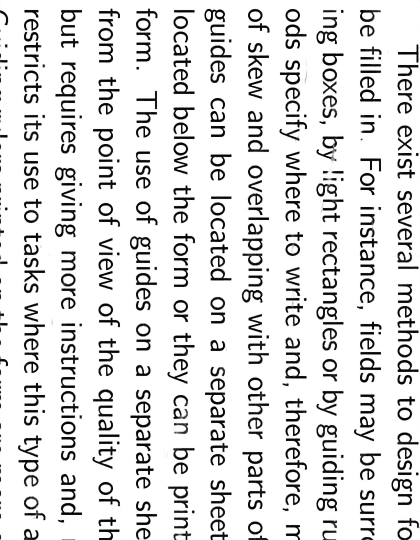 There exist several methods to design fo
be filled in. For instance, fields may be surro
ing boxes, by light rectangles or by guiding ru
ods specify where to write and, therefore, m
of skew and overlapping with other parts of
guides can be located on a separate sheet
located below the form or they can be print
form. The use of guides on a separate she
from the point of view of the quality of th
but requires giving more instructions and,
restricts its use to tasks where this type of a